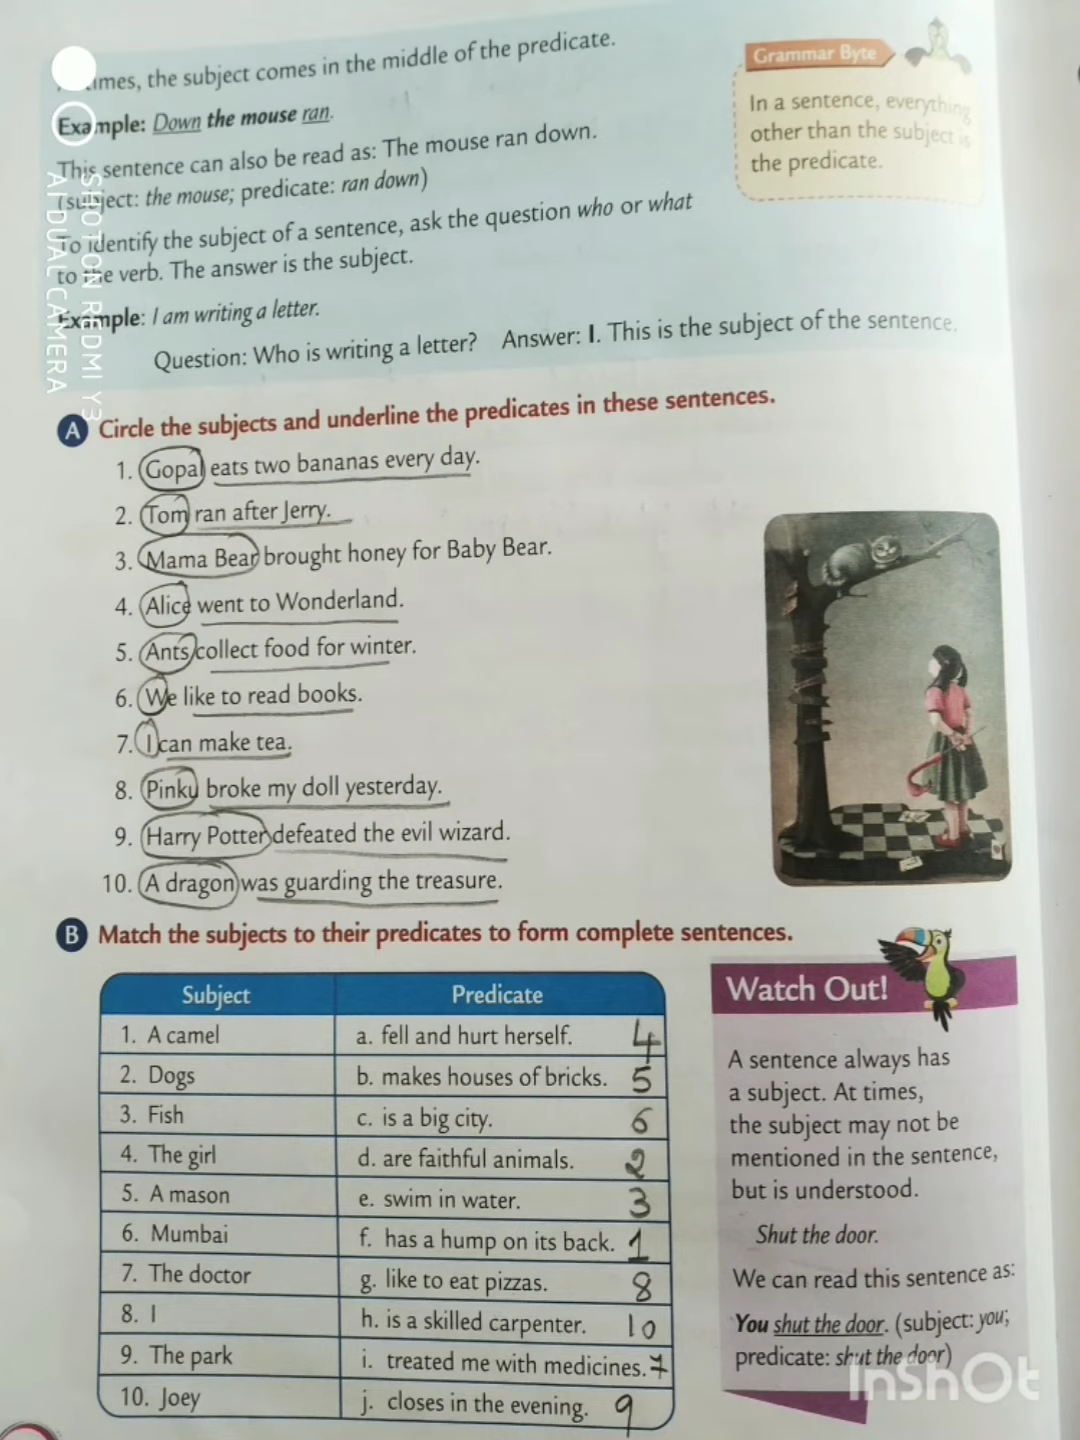 times, the subject comes in the middle of the predicate.
Example: Down the mouse ran.
This sentence can also be read as: The mouse ran down.
(subject: the mouse; predicate: ran down)
To identify the subject of a sentence, ask the question who or what
to the verb. The answer is the subject.
Example: I am writing a letter.
Question: Who is writing a letter? Answer: I. This is the subject of the sentence.
Grammar Byte
In a sentence, everything
other than the subject is
the predicate.
SHOT ON REDMI Y3
AI DUAL CAMERA
A Circle the subjects and underline the predicates in these sentences.
1. Gopal eats two bananas every day.
2. Tom ran after Jerry.
3. Mama Bear brought honey for Baby Bear.
4. Alice went to Wonderland.
5. Ants collect food for winter.
6. We like to read books.
7. I can make tea.
8. Pinku broke my doll yesterday.
9. Harry Potter defeated the evil wizard.
10. A dragon was guarding the treasure.
B Match the subjects to their predicates to form complete sentences.
Subject Predicate
1. A camel a. fell and hurt herself. 4
2. Dogs b. makes houses of bricks. 5
3. Fish c. is a big city. 6
4. The girl d. are faithful animals. 2
5. A mason e. swim in water. 3
6. Mumbai f. has a hump on its back. 1
7. The doctor g. like to eat pizzas. 8
8. I h. is a skilled carpenter. 10
9. The park i. treated me with medicines. 7
10. Joey j. closes in the evening. 9
Watch Out!
A sentence always has
a subject. At times,
the subject may not be
mentioned in the sentence,
but is understood.
Shut the door.
We can read this sentence as:
You shut the door. (subject: you;
predicate: shut the door)
InShOt